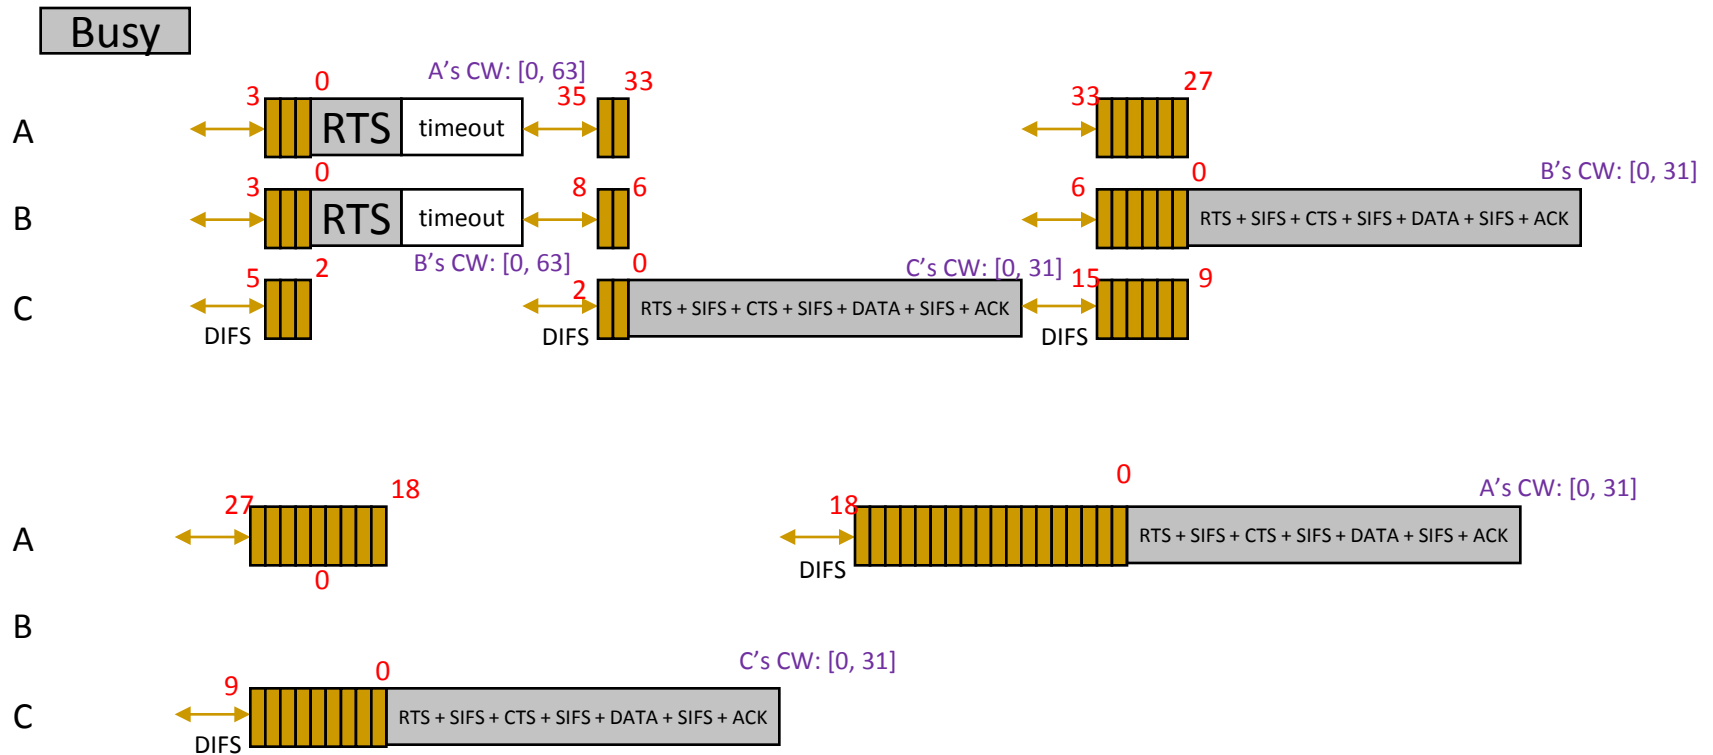 Busy
A's CW: [0, 63]
0
33
3
35
33
27
A
RTS
timeout
0
0
B's CW: [0, 31]
3
8
6
6
B
RTS
timeout
RTS + SIFS + CTS + SIFS + DATA + SIFS + ACK
B's CW: [0, 63]
0
C's CW: [0, 31]
5
2
2
15
9
C
RTS + SIFS + CTS + SIFS + DATA + SIFS + ACK
DIFS
DIFS
DIFS
0
A's CW: [0, 31]
27
18
18
A
RTS + SIFS + CTS + SIFS + DATA + SIFS + ACK
DIFS
0
B
C's CW: [0, 31]
0
9
C
RTS + SIFS + CTS + SIFS + DATA + SIFS + ACK
DIFS